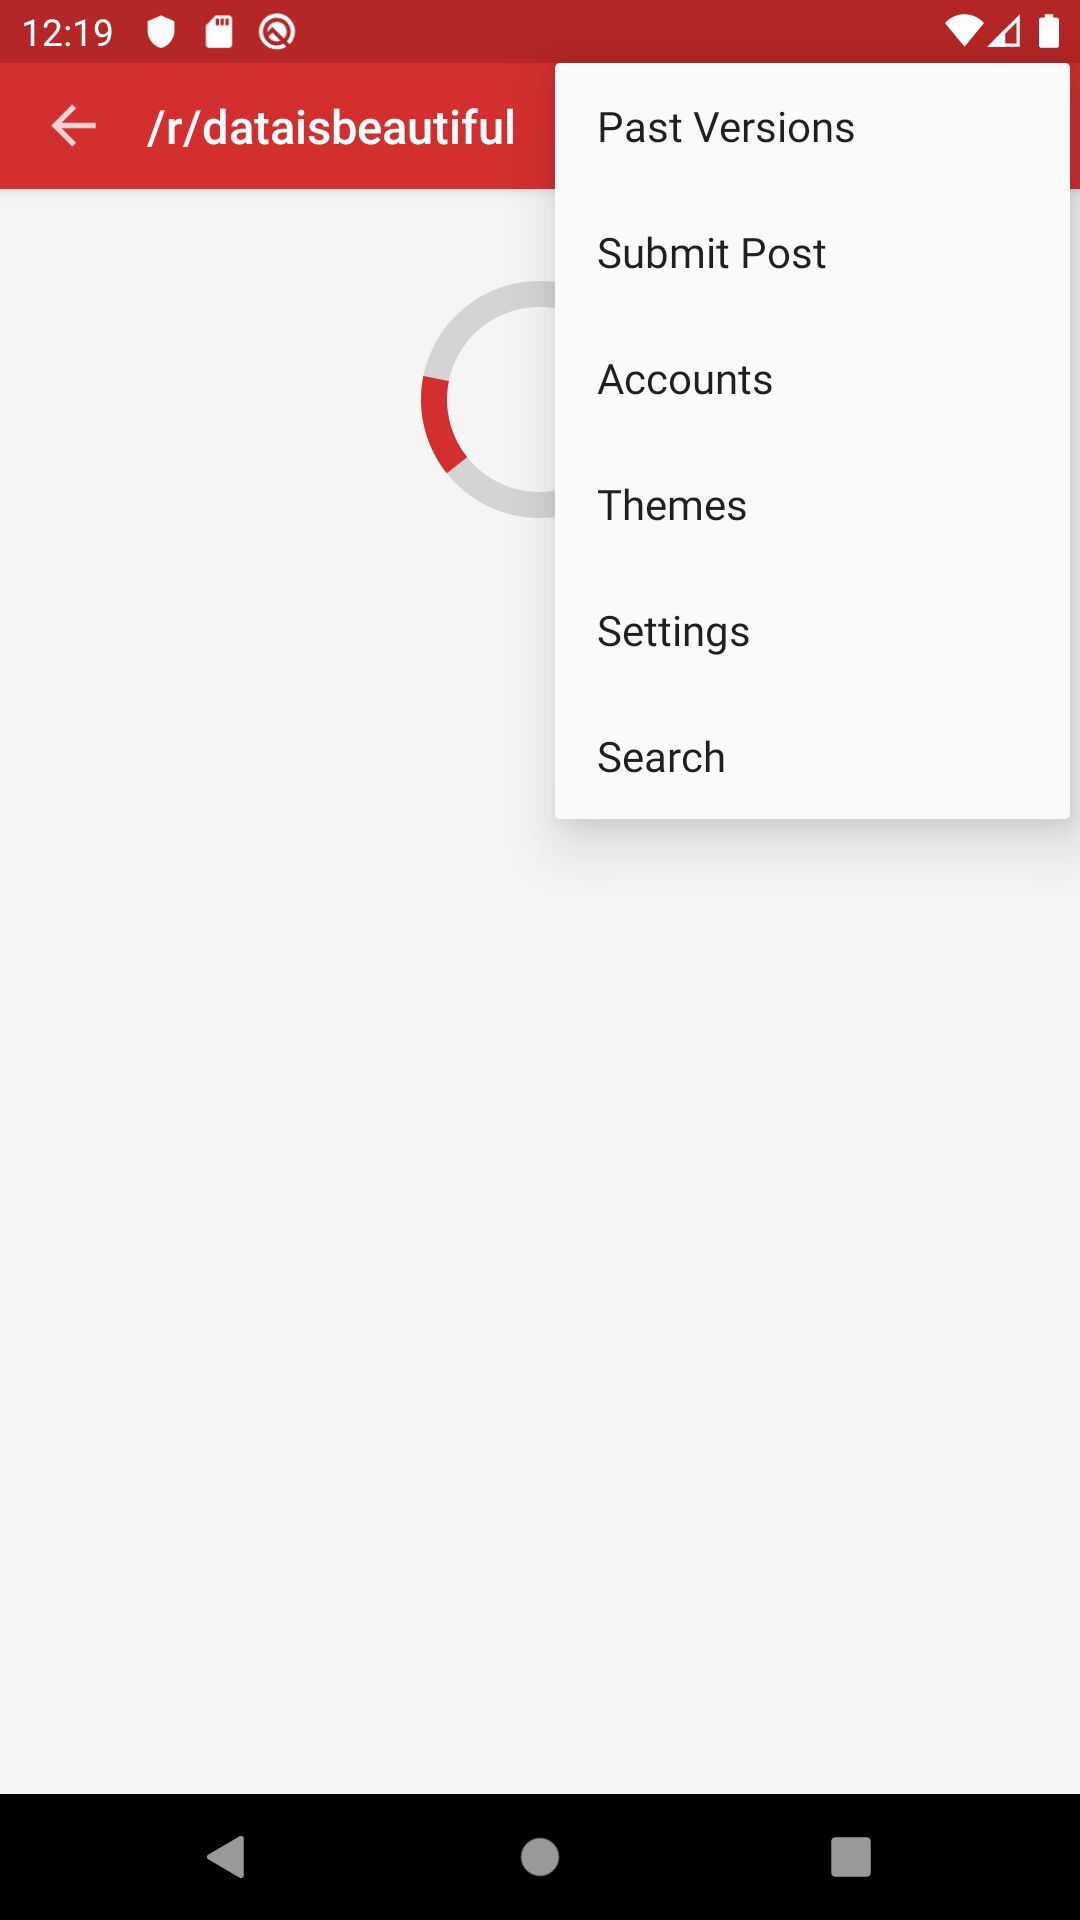 12:19
/r/dataisbeautiful
Past Versions
Submit Post
Accounts
Themes
Settings
Search